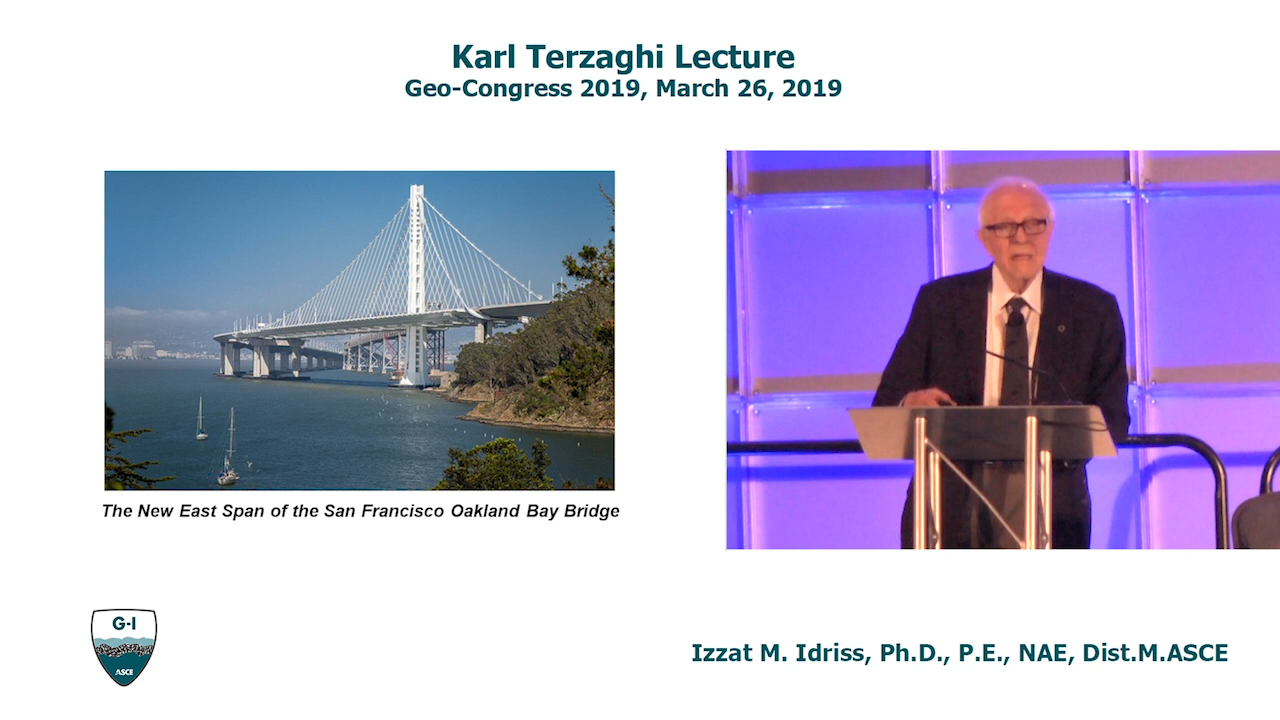 Karl Terzaghi Lecture
Geo-Congress 2019, March 26, 2019
The New East Span of the San Francisco Oakland Bay Bridge
G-I
ASCE
Izzat M. Idriss, Ph.D., P.E., NAE, Dist.M.ASCE